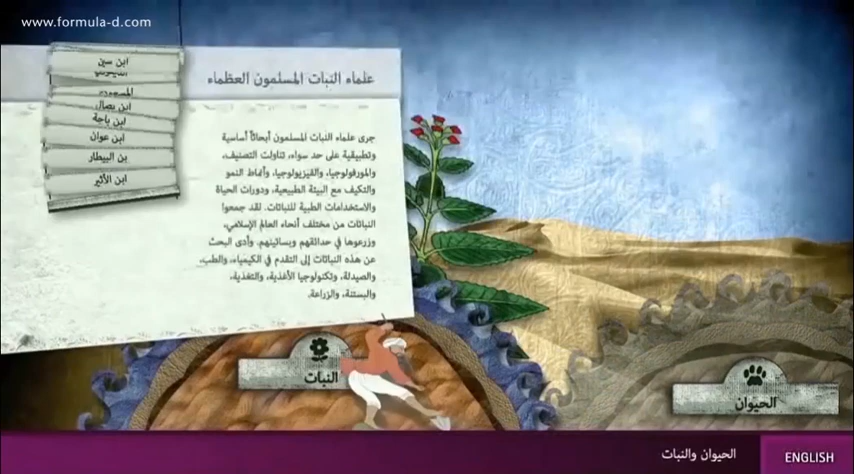 www.formula-d.com
علماء النبات المسلمون العظماء
ابن سين
ابن بصال
ابن باجة
ابن عوان
بن البيطار
ابن الأثير
جرى علماء النبات المسلمون أبحاثاً أساسية
وتطبيقية على حد سواء، تناولت التصنيف،
والمورفولوجيا، والفيزيولوجيا، وأنماط النمو
والتكيف مع البيئة الطبيعية، ودورات الحياة
والاستخدامات الطبية للنباتات. لقد جمعوا
النباتات من مختلف أنحاء العالم الإسلامي،
وزرعوها في حدائقهم وبساتينهم. وأدى البحث
عن هذه النباتات إلى التقدم في الكيمياء، والطب،
والصيدلة، وتكنولوجيا الأغذية، والتغذية،
والبستنة، والزراعة.
النبات
الحيوان
الحيوان والنبات
ENGLISH